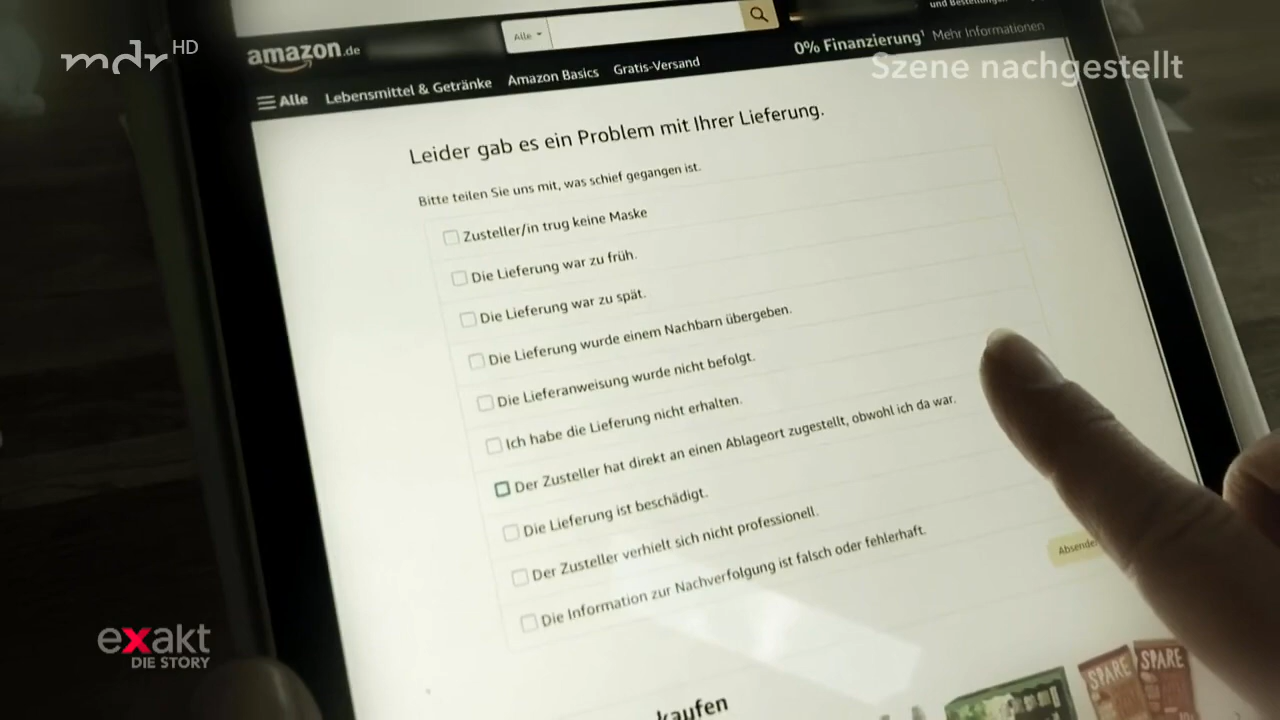 mdr HD
Szene nachgestellt
amazon.de
Alle
und Bestellungen
0% Finanzierung¹ Mehr Informationen
Alle Lebensmittel & Getränke Amazon Basics Gratis-Versand
Leider gab es ein Problem mit Ihrer Lieferung.
Bitte teilen Sie uns mit, was schief gegangen ist.
Zusteller/in trug keine Maske
Die Lieferung war zu früh.
Die Lieferung war zu spät.
Die Lieferung wurde einem Nachbarn übergeben.
Die Lieferanweisung wurde nicht befolgt.
Ich habe die Lieferung nicht erhalten.
Der Zusteller hat direkt an einen Ablageort zugestellt, obwohl ich da war.
Die Lieferung ist beschädigt.
Der Zusteller verhielt sich nicht professionell.
Die Information zur Nachverfolgung ist falsch oder fehlerhaft.
kaufen
SPARE SPARE
exakt
DIE STORY